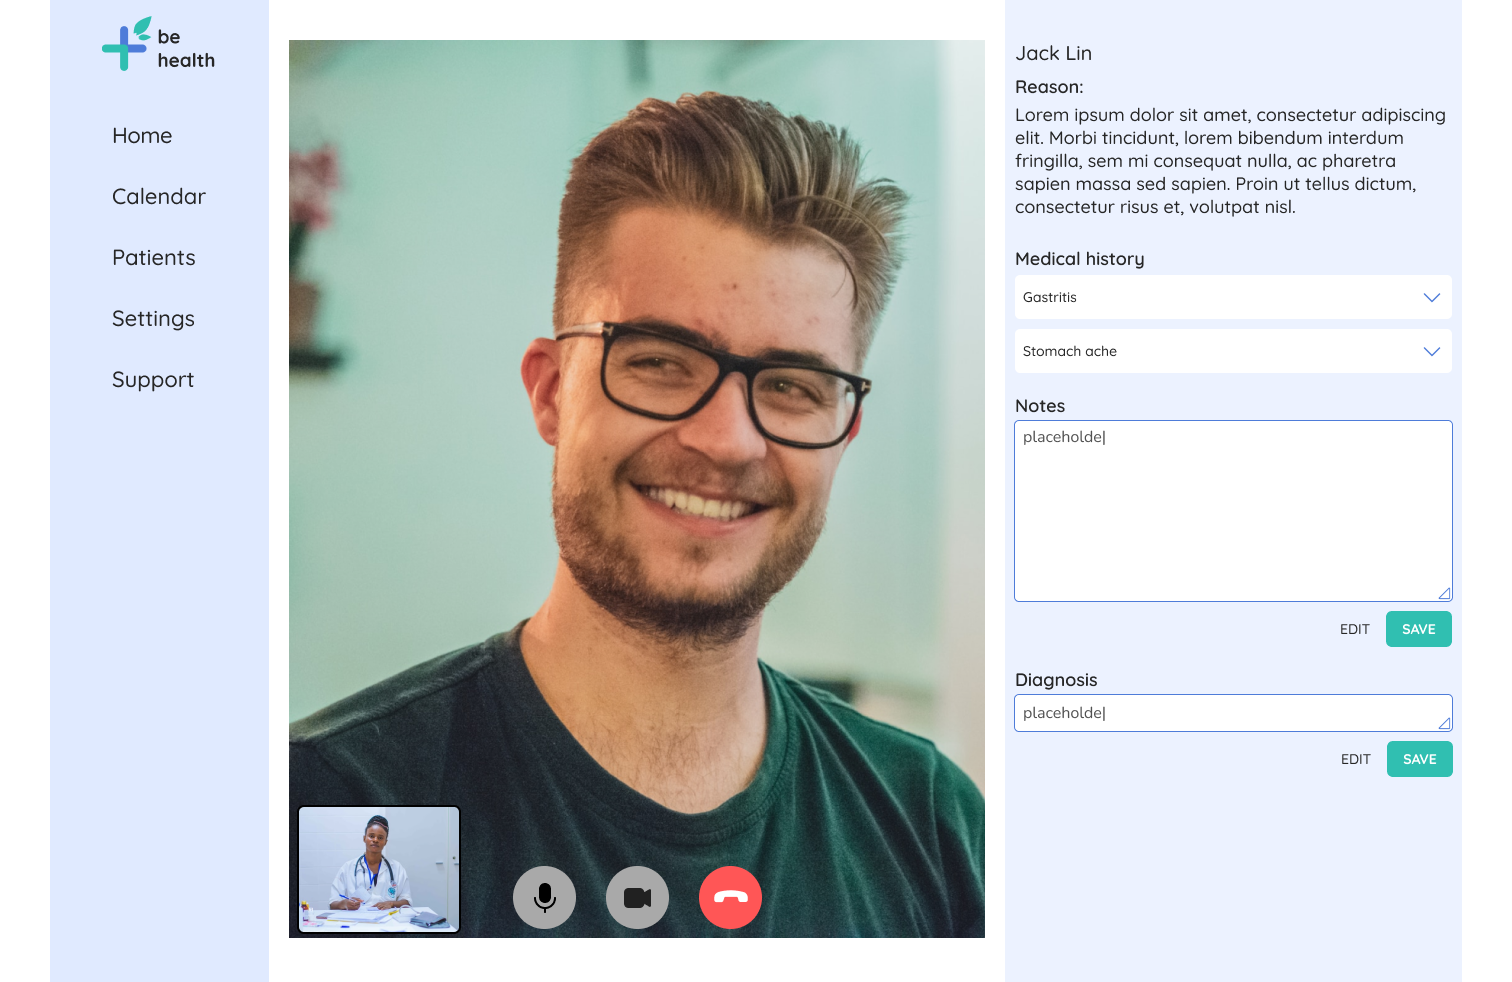 be
health
Home
Calendar
Patients
Settings
Support
Jack Lin
Reason:
Lorem ipsum dolor sit amet, consectetur adipiscing
elit. Morbi tincidunt, lorem bibendum interdum
fringilla, sem mi consequat nulla, ac pharetra
sapien massa sed sapien. Proin ut tellus dictum,
consectetur risus et, volutpat nisl.
Medical history
Gastritis
Stomach ache
Notes
placeholde|
EDIT SAVE
Diagnosis
placeholde|
EDIT SAVE